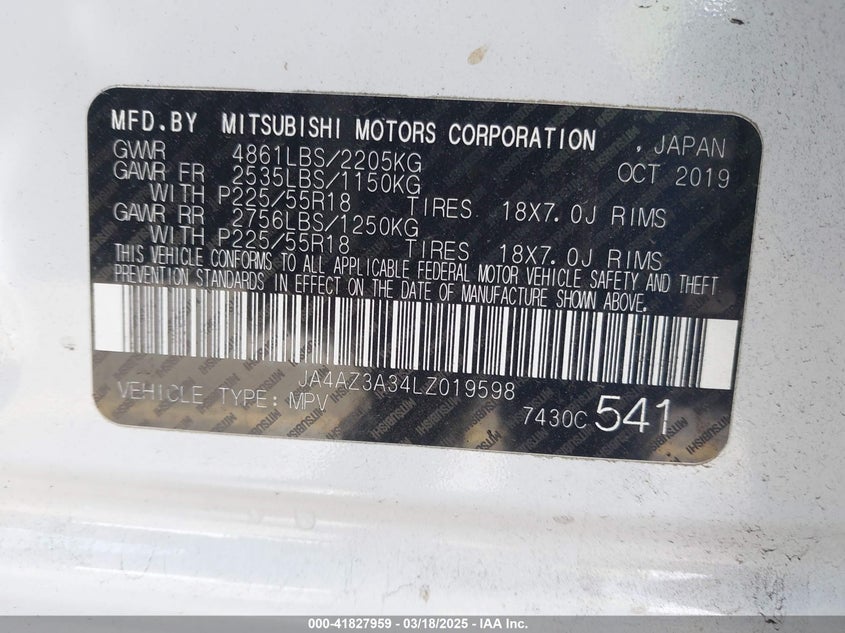 MFD.BY MITSUBISHI MOTORS CORPORATION , JAPAN
GWWR 4861LBS/2205KG OCT 2019
GAWR FR 2535LBS/1150KG
WITH P225/55R18 TIRES 18X7.0J RIMS
GAWR RR 2756LBS/1250KG
WITH P225/55R18 TIRES 18X7.0J RIMS
THIS VEHICLE CONFORMS TO ALL APPLICABLE FEDERAL MOTOR VEHICLE SAFETY AND THEFT
PREVENTION STANDARDS IN EFFECT ON THE DATE OF MANUFACTURE SHOWN ABOVE.
JA4AZ3A34LZ019598
VEHICLE TYPE: MPV 7430C 541
000-41827959 — 03/18/2025 — IAA Inc.